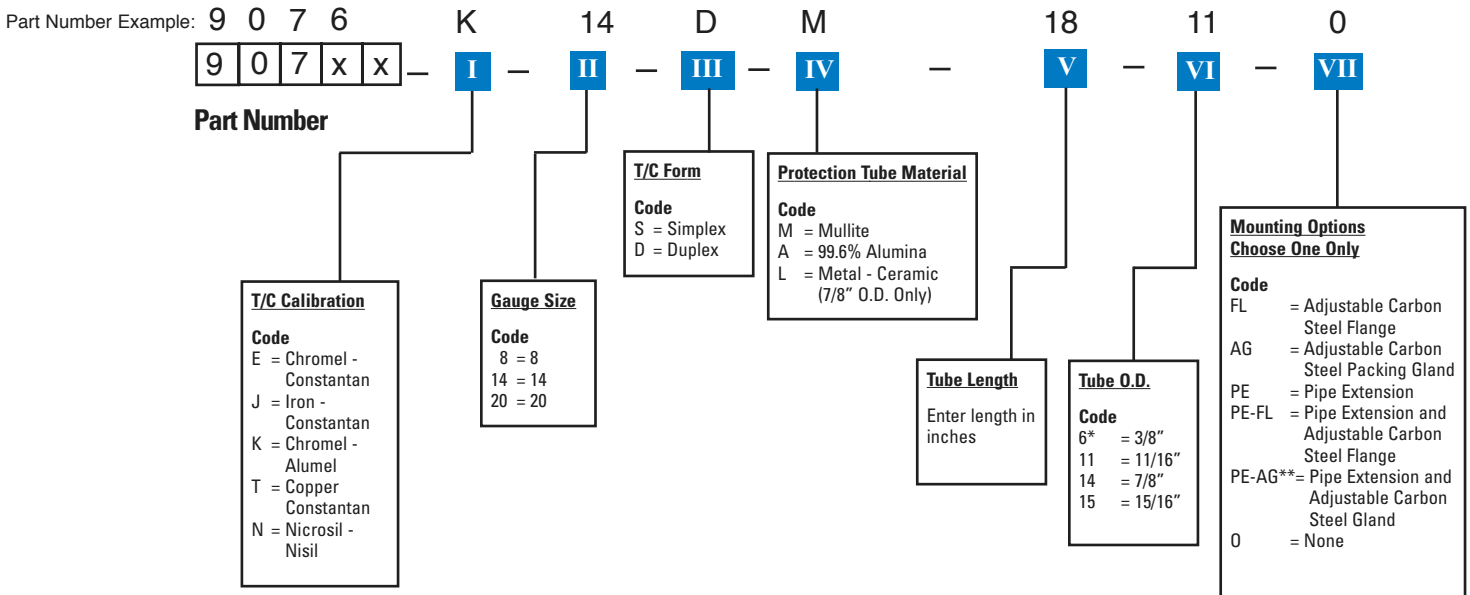 Part Number Example: 9 0 7 6 K 14 D M 18 11 0
9 0 7 x x – I – II – III – IV – V – VI – VII
Part Number
T/C Form
Code
S = Simplex
D = Duplex
Protection Tube Material
Code
M = Mullite
A = 99.6% Alumina
L = Metal - Ceramic
(7/8” O.D. Only)
Mounting Options
Choose One Only
Code
FL = Adjustable Carbon
Steel Flange
AG = Adjustable Carbon
Steel Packing Gland
PE = Pipe Extension
PE-FL = Pipe Extension and
Adjustable Carbon
Steel Flange
PE-AG**= Pipe Extension and
Adjustable Carbon
Steel Gland
0 = None
T/C Calibration
Code
E = Chromel -
Constantan
J = Iron -
Constantan
K = Chromel -
Alumel
T = Copper
Constantan
N = Nicrosil -
Nisil
Gauge Size
Code
8 = 8
14 = 14
20 = 20
Tube Length
Enter length in
inches
Tube O.D.
Code
6* = 3/8”
11 = 11/16”
14 = 7/8”
15 = 15/16”